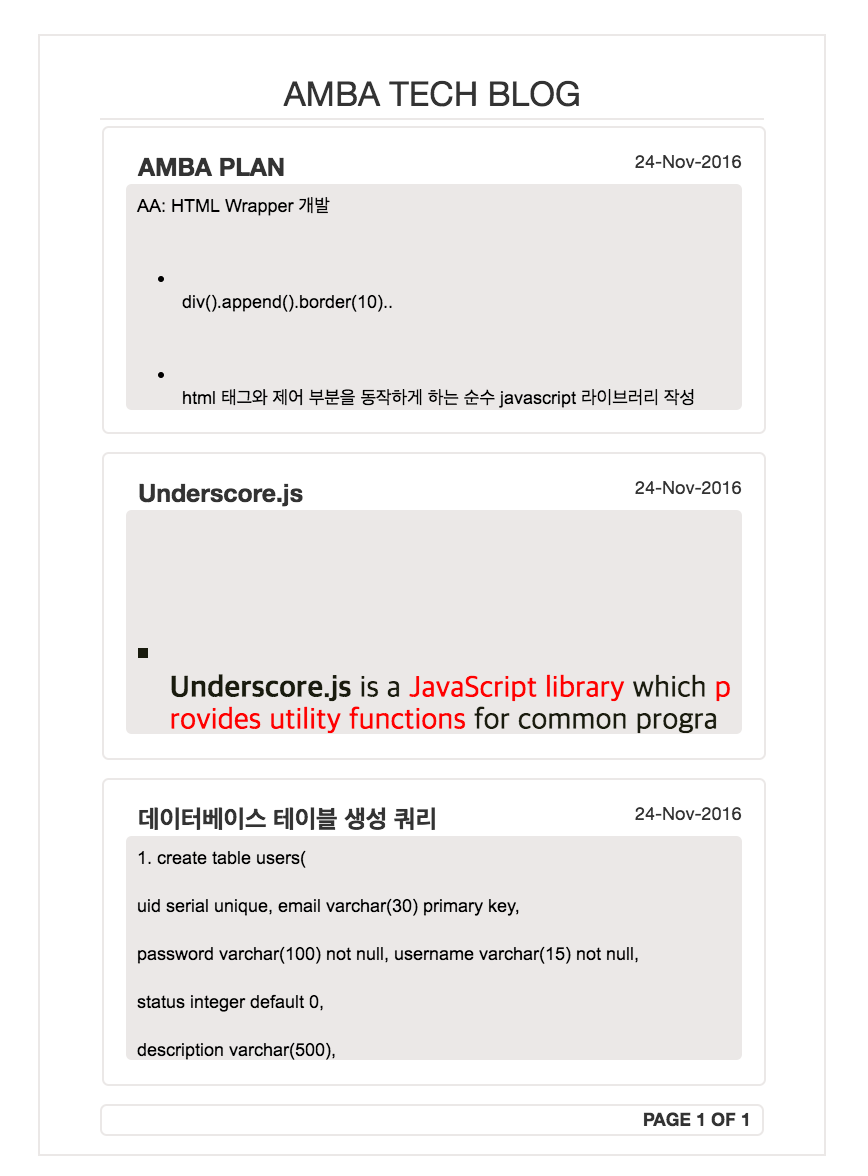 AMBA TECH BLOG
AMBA PLAN
24-Nov-2016
AA: HTML Wrapper 개발
div().append().border(10)..
html 태그와 제어 부분을 동작하게 하는 순수 javascript 라이브러리 작성
Underscore.js
24-Nov-2016
Underscore.js is a JavaScript library which p
rovides utility functions for common progra
데이터베이스 테이블 생성 쿼리
24-Nov-2016
1. create table users(
uid serial unique, email varchar(30) primary key,
password varchar(100) not null, username varchar(15) not null,
status integer default 0,
description varchar(500),
PAGE 1 OF 1